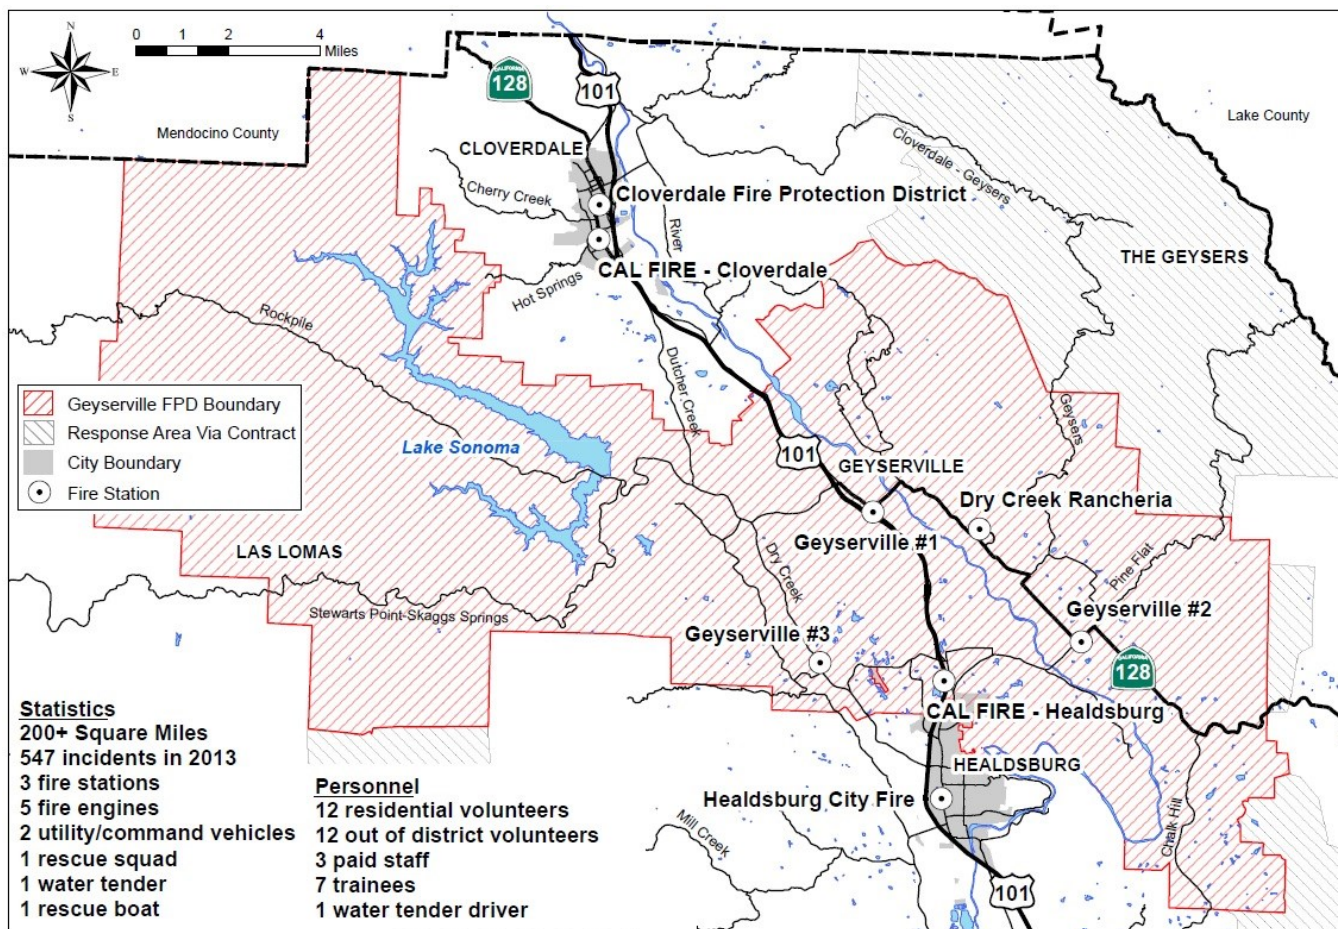 N
W
E
S
0 1 2 4
Miles
Mendocino County
CALIFORNIA
128
101
Lake County
CLOVERDALE
Cherry Creek
Cloverdale - Geysers
Cloverdale Fire Protection District
River
THE GEYSERS
CAL FIRE - Cloverdale
Hot Springs
Rockpile
Dutcher Creek
Geysers
Geyserville FPD Boundary
Response Area Via Contract
City Boundary
Fire Station
Lake Sonoma
101
GEYSERVILLE
Dry Creek Rancheria
Geyserville #1
LAS LOMAS
Dry Creek
Pine Flat
Stewarts Point-Skaggs Springs
Geyserville #2
Geyserville #3
CALIFORNIA
128
CAL FIRE - Healdsburg
HEALDSBURG
Healdsburg City Fire
Mill Creek
Chalk Hill
101
Statistics
200+ Square Miles
547 incidents in 2013
3 fire stations
5 fire engines
2 utility/command vehicles
1 rescue squad
1 water tender
1 rescue boat
Personnel
12 residential volunteers
12 out of district volunteers
3 paid staff
7 trainees
1 water tender driver